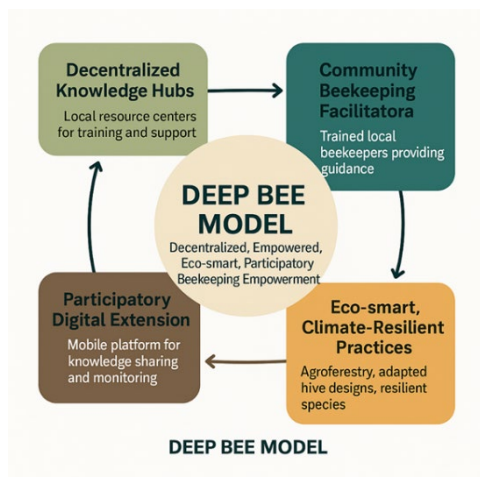 Decentralized
Knowledge Hubs
Local resource centers
for training and support
Community
Beekeeping
Facilitatora
Trained local
beekeepers providing
guidance
DEEP BEE
MODEL
Decentralized, Empowered,
Eco-smart, Participatory
Beekeeping Empowerment
Participatory
Digital Extension
Mobile platform for
knowledge sharing
and monitoring
Eco-smart,
Climate-Resilient
Practices
Agroferestry, adapted
hive designs, resilient
species
DEEP BEE MODEL